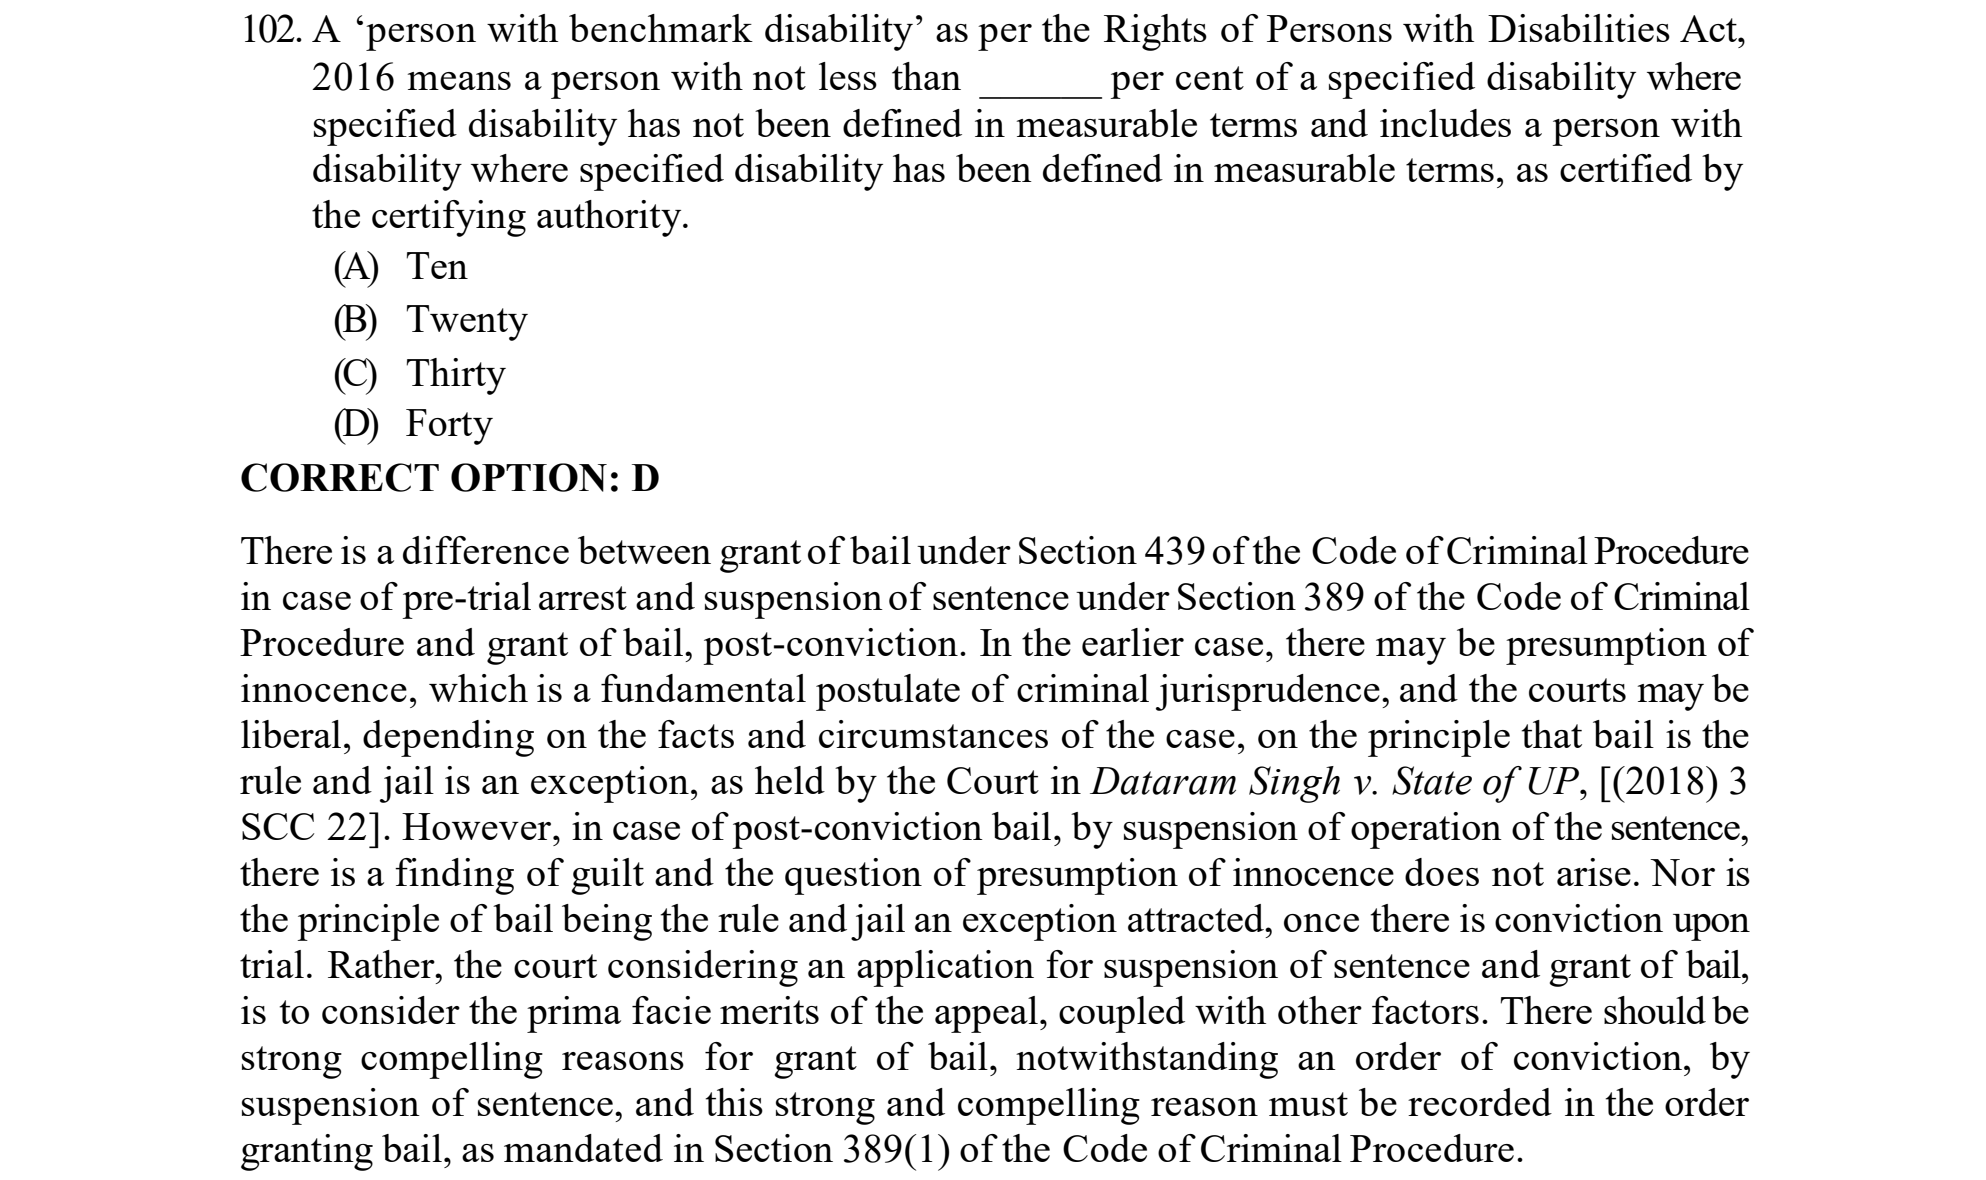 102. A ‘person with benchmark disability’ as per the Rights of Persons with Disabilities Act,
2016 means a person with not less than ______ per cent of a specified disability where
specified disability has not been defined in measurable terms and includes a person with
disability where specified disability has been defined in measurable terms, as certified by
the certifying authority.
(A) Ten
(B) Twenty
(C) Thirty
(D) Forty
CORRECT OPTION: D
There is a difference between grant of bail under Section 439 of the Code of Criminal Procedure
in case of pre-trial arrest and suspension of sentence under Section 389 of the Code of Criminal
Procedure and grant of bail, post-conviction. In the earlier case, there may be presumption of
innocence, which is a fundamental postulate of criminal jurisprudence, and the courts may be
liberal, depending on the facts and circumstances of the case, on the principle that bail is the
rule and jail is an exception, as held by the Court in Dataram Singh v. State of UP, [(2018) 3
SCC 22]. However, in case of post-conviction bail, by suspension of operation of the sentence,
there is a finding of guilt and the question of presumption of innocence does not arise. Nor is
the principle of bail being the rule and jail an exception attracted, once there is conviction upon
trial. Rather, the court considering an application for suspension of sentence and grant of bail,
is to consider the prima facie merits of the appeal, coupled with other factors. There should be
strong compelling reasons for grant of bail, notwithstanding an order of conviction, by
suspension of sentence, and this strong and compelling reason must be recorded in the order
granting bail, as mandated in Section 389(1) of the Code of Criminal Procedure.